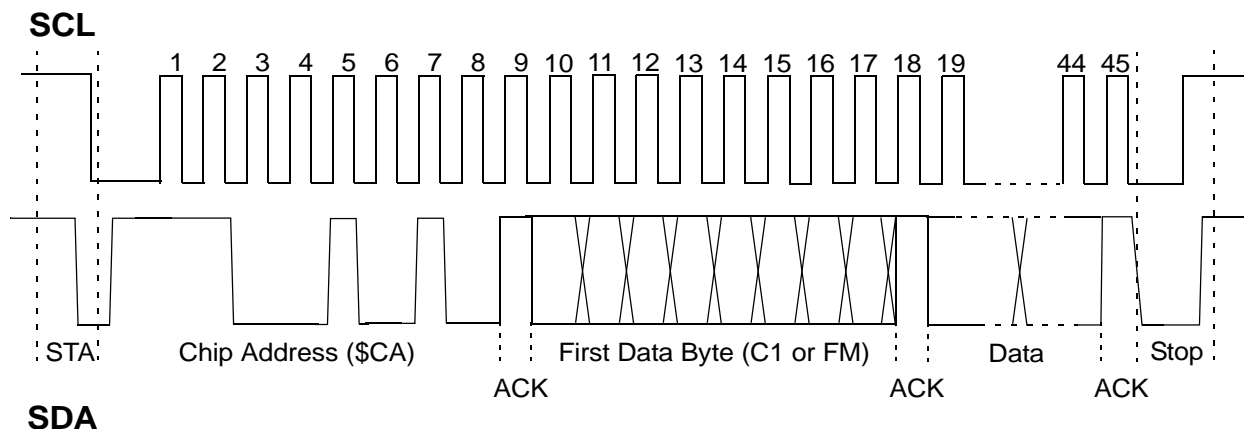 SCL
1 2 3 4 5 6 7 8 9 10 11 12 13 14 15 16 17 18 19 44 45
STA Chip Address ($CA) First Data Byte (C1 or FM) Data Stop
ACK ACK ACK
SDA